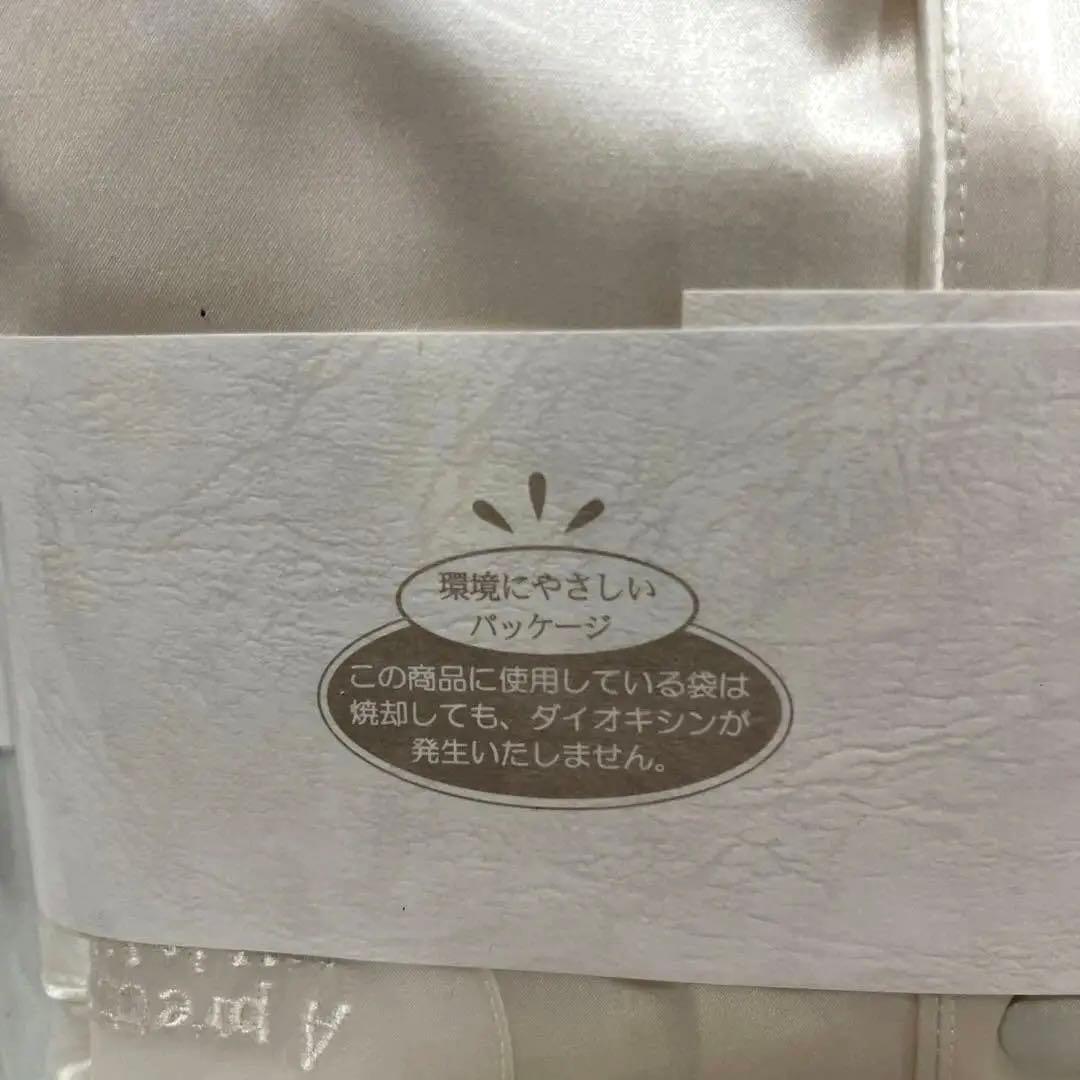 環境にやさしい
パッケージ
この商品に使用している袋は
焼却しても、ダイオキシンが
発生いたしません。
A